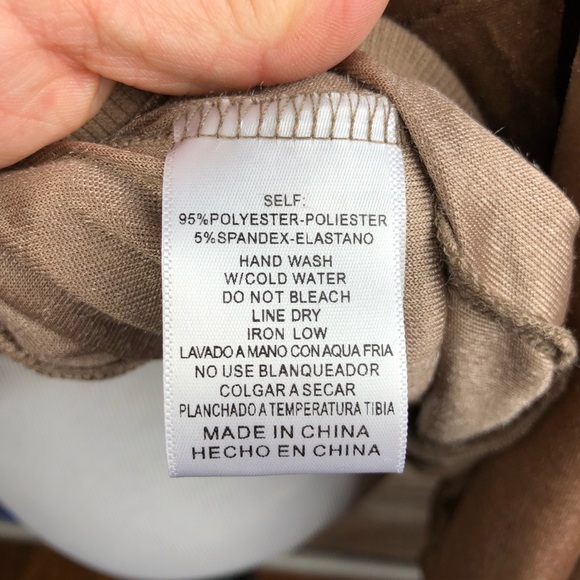 SELF:
95%POLYESTER-POLIESTER
5%SPANDEX-ELASTANO
HAND WASH
W/COLD WATER
DO NOT BLEACH
LINE DRY
IRON LOW
LAVADO A MANO CON AQUA FRIA
NO USE BLANQUEADOR
COLGAR A SECAR
PLANCHADO A TEMPERATURA TIBIA
MADE IN CHINA
HECHO EN CHINA